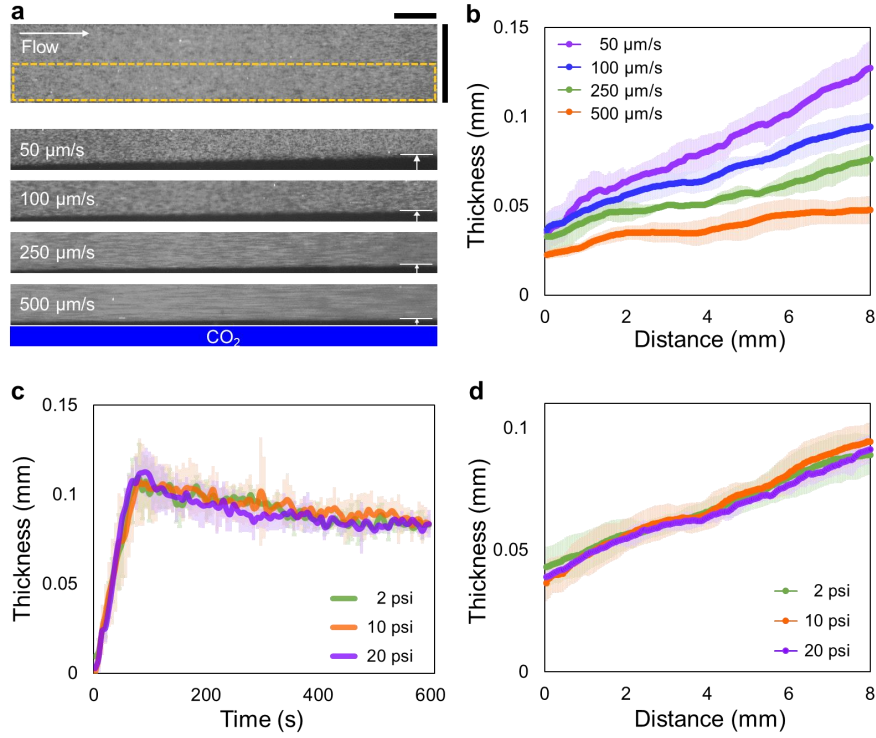 a
Flow
50 µm/s
100 µm/s
250 µm/s
500 µm/s
CO₂
b
0.15
0.1
0.05
0
Thickness (mm)
50 µm/s
100 µm/s
250 µm/s
500 µm/s
0 2 4 6 8
Distance (mm)
c
0.15
0.1
0.05
0
Thickness (mm)
2 psi
10 psi
20 psi
0 200 400 600
Time (s)
d
0.1
0.05
0
Thickness (mm)
2 psi
10 psi
20 psi
0 2 4 6 8
Distance (mm)